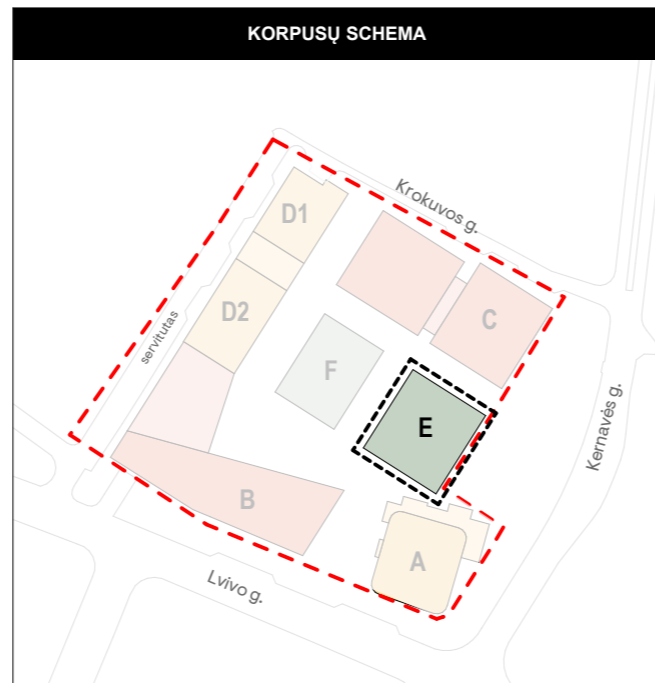 KORPUSŲ SCHEMA
Krokuvos g.
D1
C
D2
servitutas
F
E
Kernavės g.
B
A
Lvivo g.